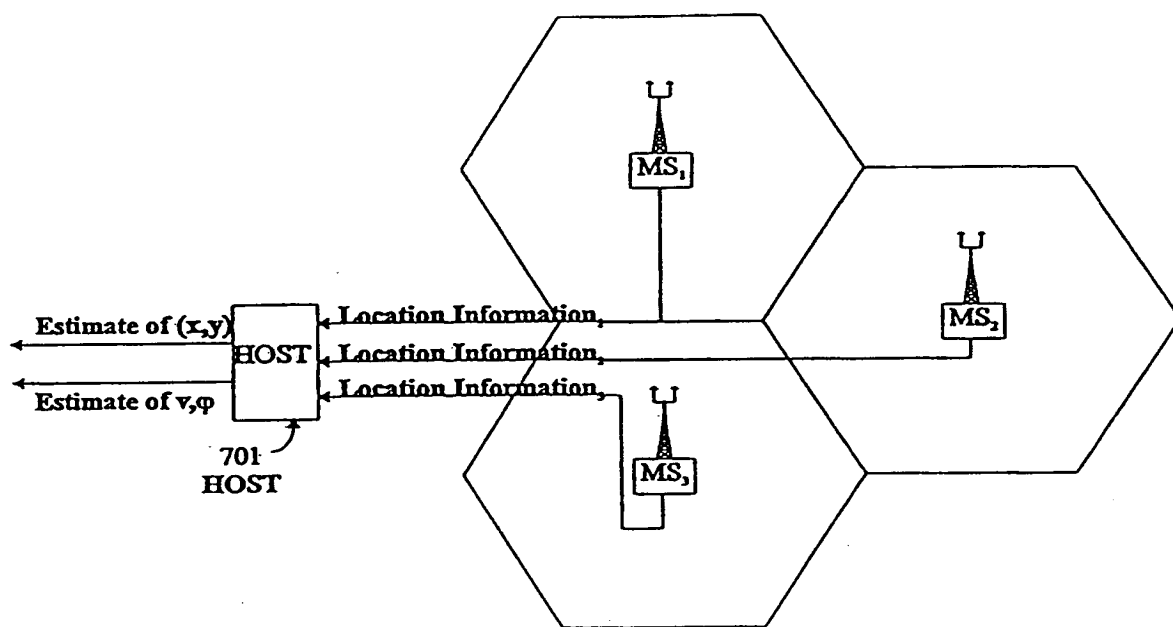 MS₁
MS₂
Estimate of (x,y)
HOST
Location Information₁
Location Information₂
Location Information₃
Estimate of v,φ
MS₃
701
HOST